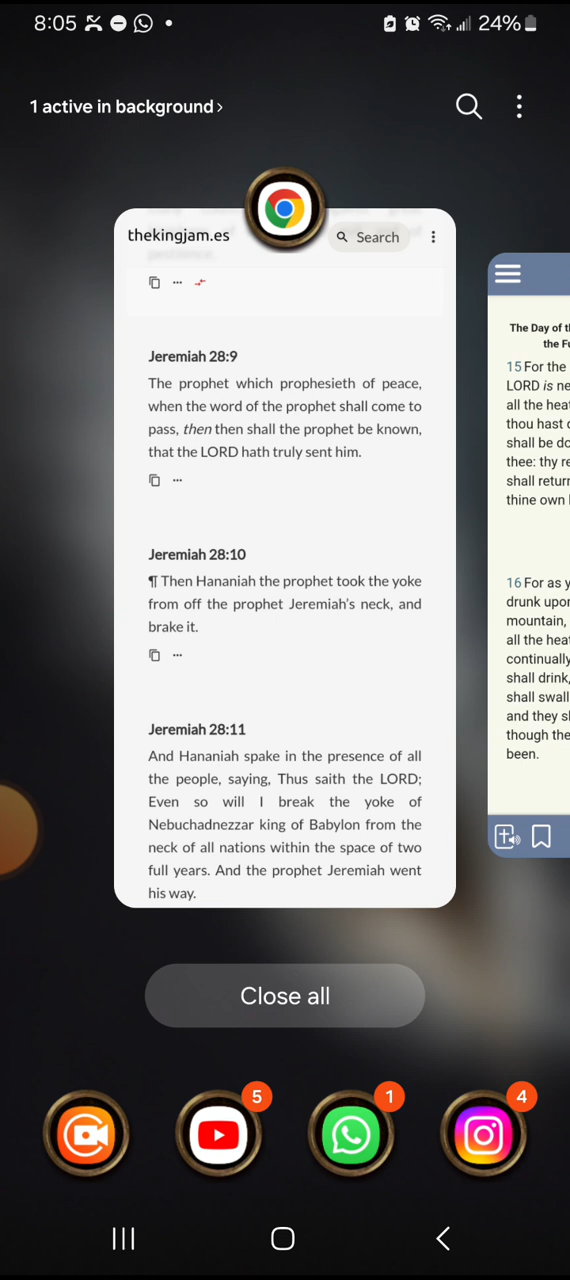 8:05
24%
1 active in background >
thekingjam.es
Search
Jeremiah 28:9
The prophet which prophesieth of peace,
when the word of the prophet shall come to
pass, then then shall the prophet be known,
that the LORD hath truly sent him.
Jeremiah 28:10
¶ Then Hananiah the prophet took the yoke
from off the prophet Jeremiah's neck, and
brake it.
Jeremiah 28:11
And Hananiah spake in the presence of all
the people, saying, Thus saith the LORD;
Even so will I break the yoke of
Nebuchadnezzar king of Babylon from the
neck of all nations within the space of two
full years. And the prophet Jeremiah went
his way.
The Day of
the
15 For the
LORD is
all the
thou hast
shall be
thee: thy
shall return
thine own
16 For as
drunk upon
mountain,
all the
continually
shall drink,
shall
and they
though the
been.
Close all
5
1
4